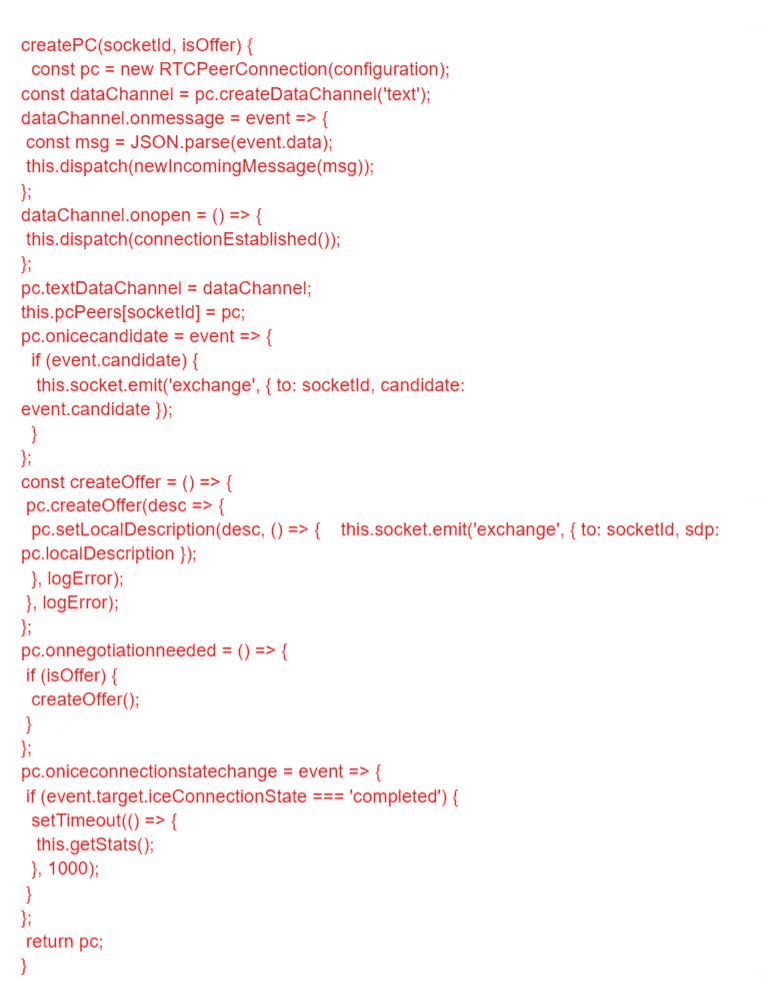 createPC(socketId, isOffer) {
const pc = new RTCPeerConnection(configuration);
const dataChannel = pc.createDataChannel('text');
dataChannel.onmessage = event => {
const msg = JSON.parse(event.data);
this.dispatch(newIncomingMessage(msg));
};
dataChannel.onopen = () => {
this.dispatch(connectionEstablished());
};
pc.textDataChannel = dataChannel;
this.pcPeers[socketId] = pc;
pc.onicecandidate = event => {
if (event.candidate) {
this.socket.emit('exchange', { to: socketId, candidate:
event.candidate });
}
};
const createOffer = () => {
pc.createOffer(desc => {
pc.setLocalDescription(desc, () => {    this.socket.emit('exchange', { to: socketId, sdp:
pc.localDescription });
}, logError);
}, logError);
};
pc.onnegotiationneeded = () => {
if (isOffer) {
createOffer();
}
};
pc.oniceconnectionstatechange = event => {
if (event.target.iceConnectionState === 'completed') {
setTimeout(() => {
this.getStats();
}, 1000);
}
};
return pc;
}